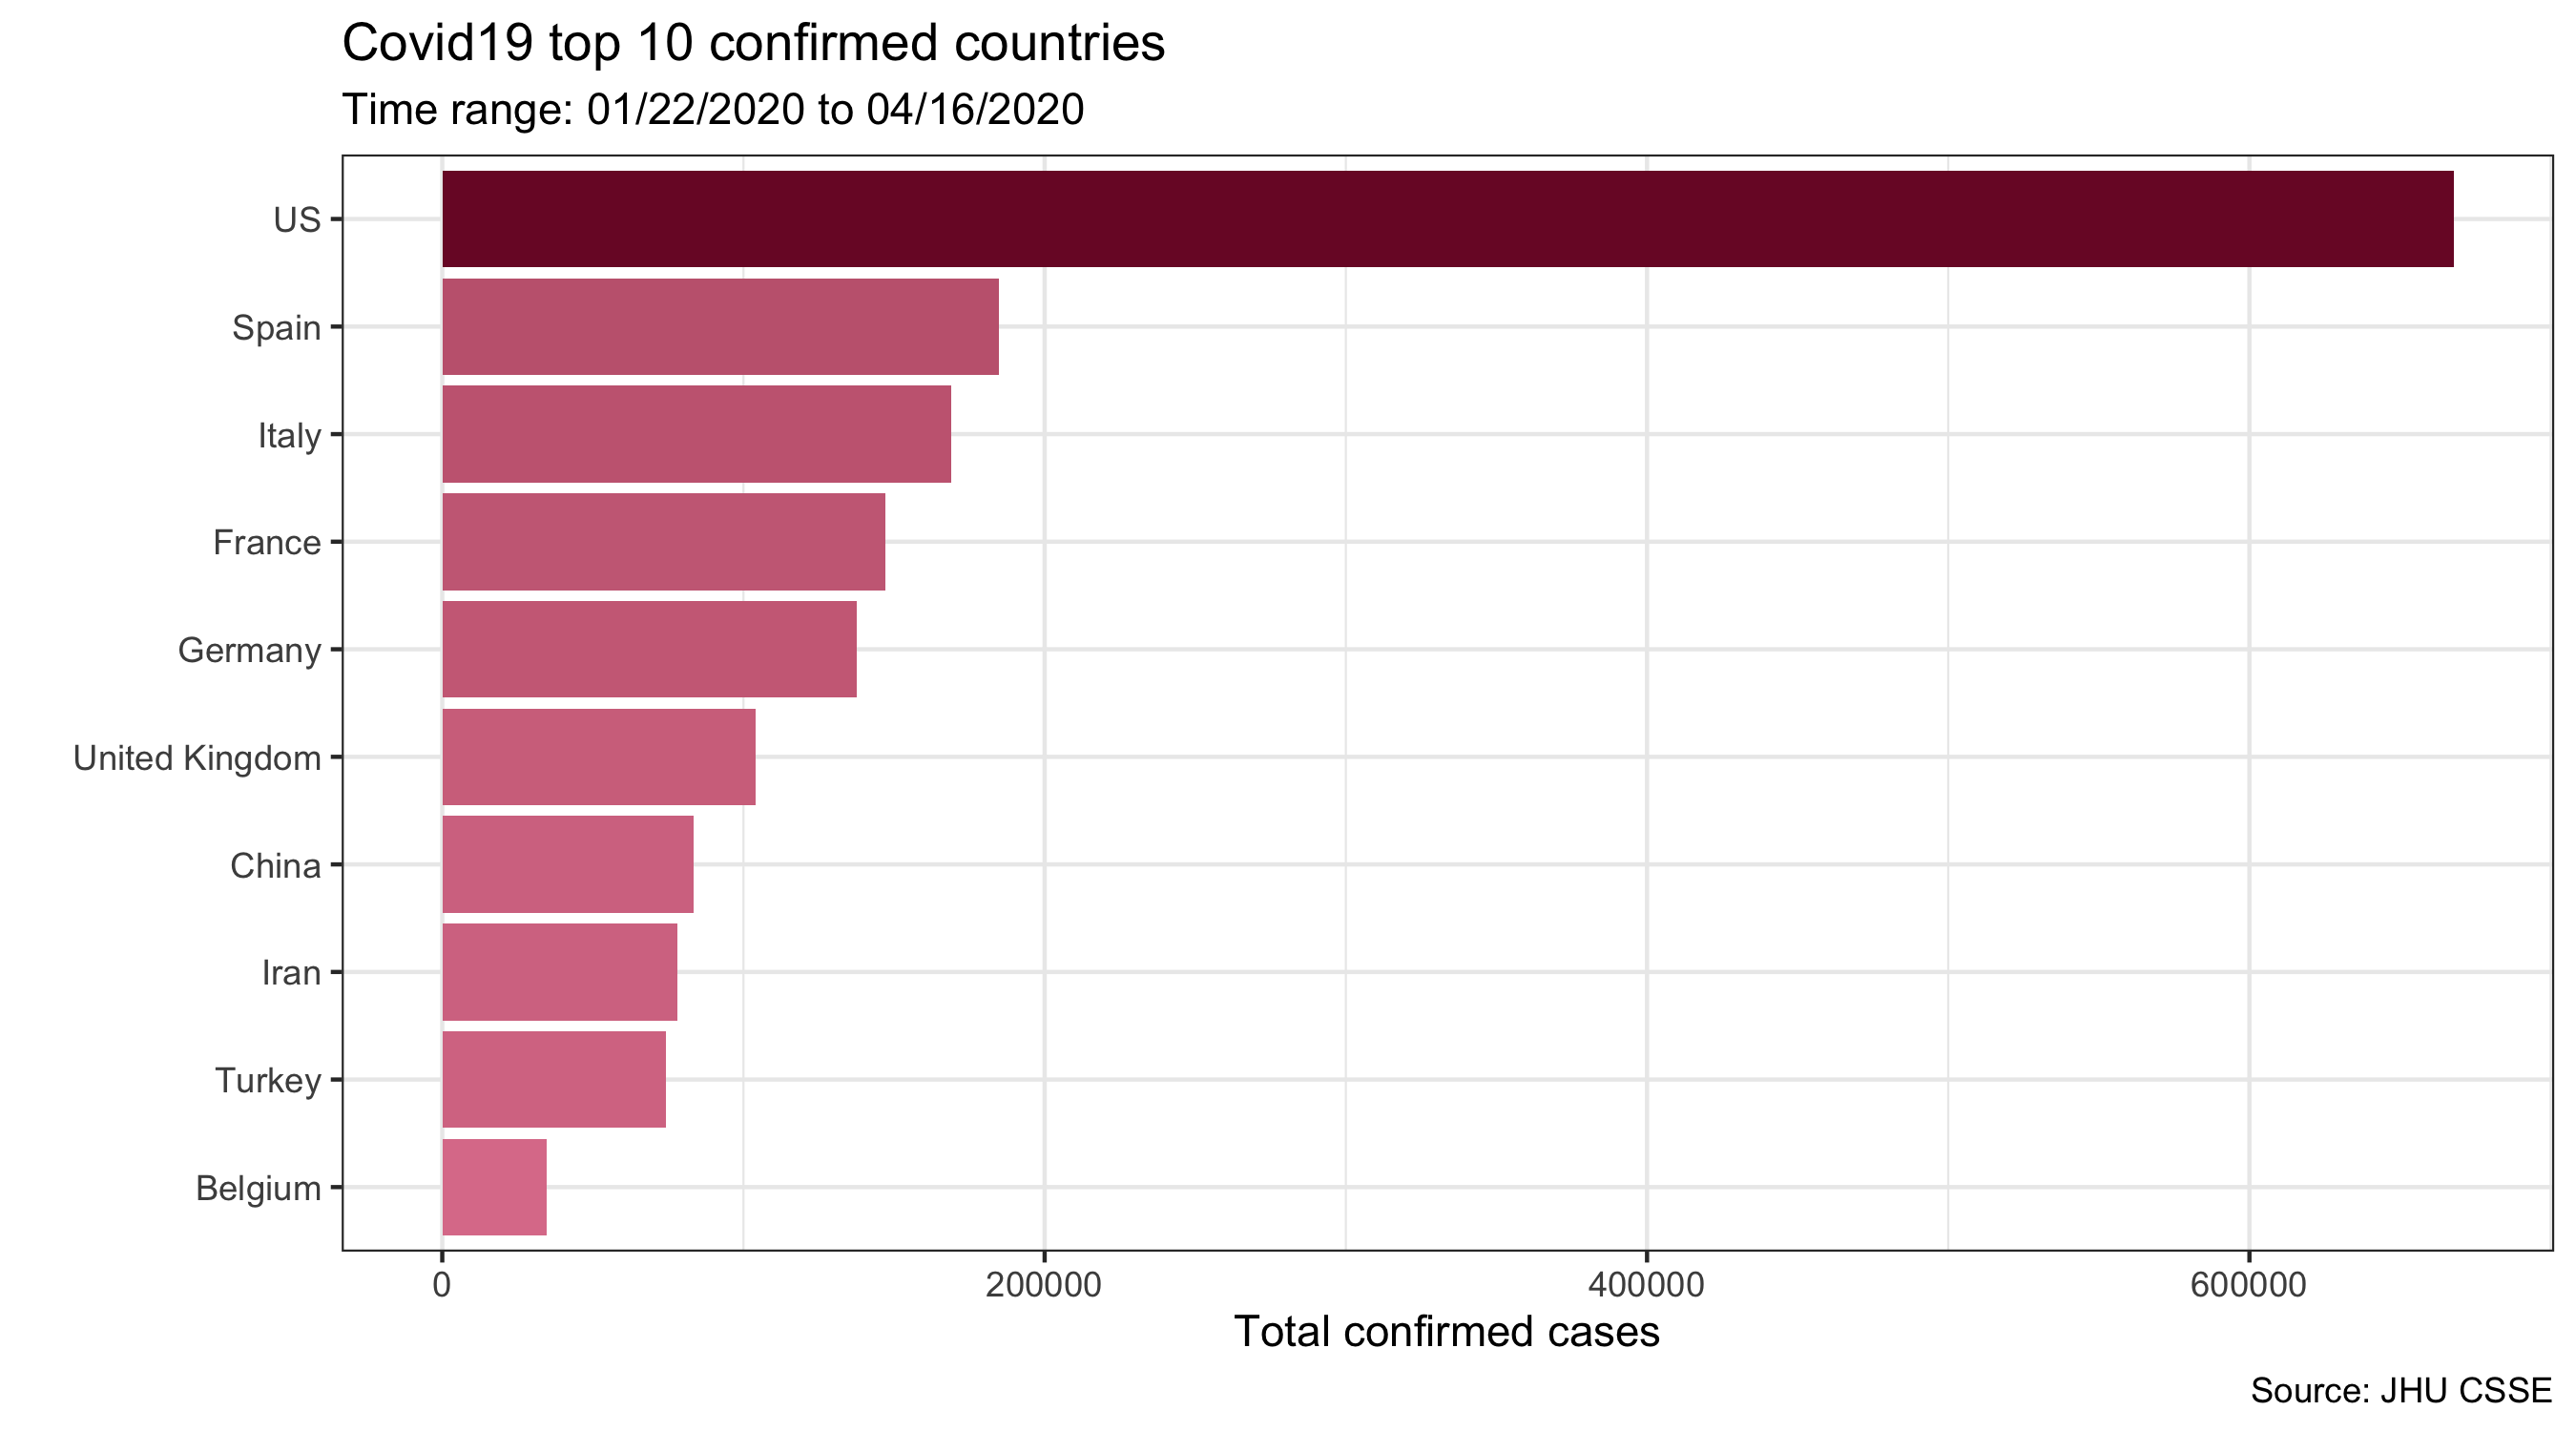 Covid19 top 10 confirmed countries
Time range: 01/22/2020 to 04/16/2020
US
Spain
Italy
France
Germany
United Kingdom
China
Iran
Turkey
Belgium
0 200000 400000 600000
Total confirmed cases
Source: JHU CSSE